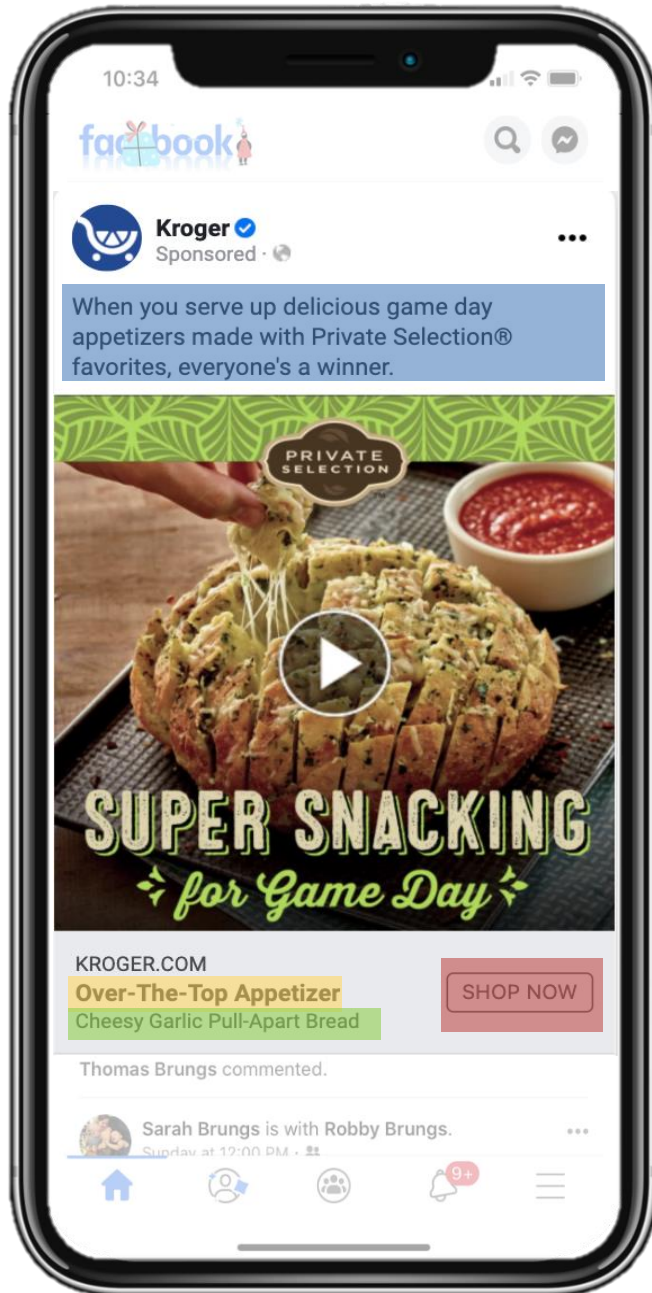 10:34
facebook
Kroger
Sponsored ·
When you serve up delicious game day
appetizers made with Private Selection®
favorites, everyone's a winner.
PRIVATE
SELECTION
SUPER SNACKING
for Game Day
KROGER.COM
Over-The-Top Appetizer
SHOP NOW
Cheesy Garlic Pull-Apart Bread
Thomas Brungs commented.
Sarah Brungs is with Robby Brungs.
Sunday at 12:00 PM ·
9+